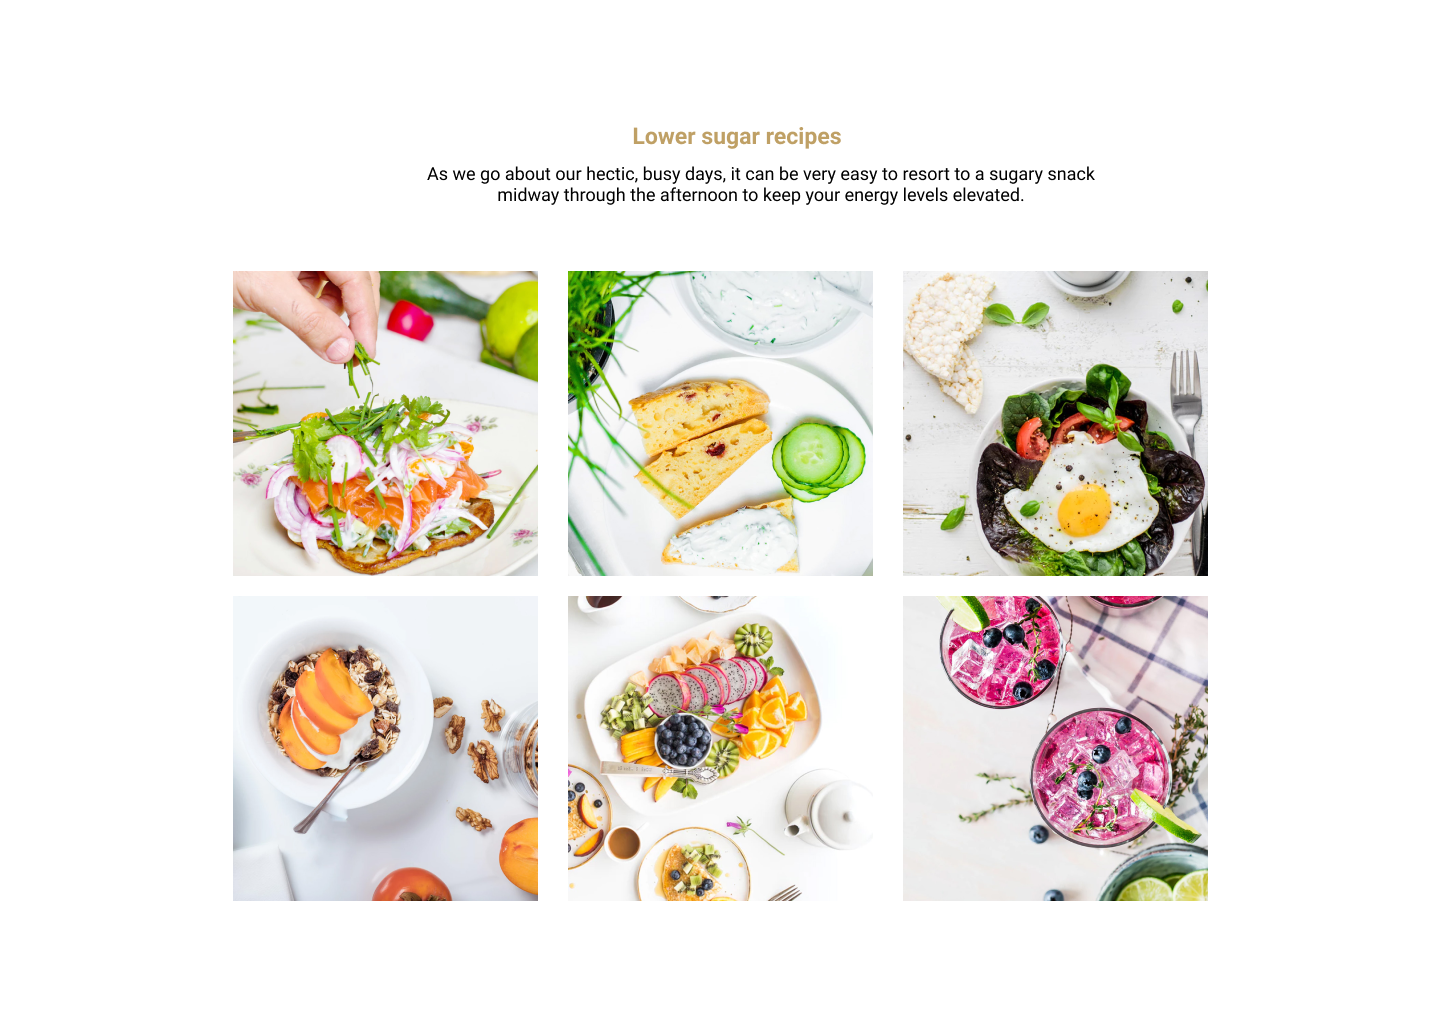 Lower sugar recipes
As we go about our hectic, busy days, it can be very easy to resort to a sugary snack
midway through the afternoon to keep your energy levels elevated.